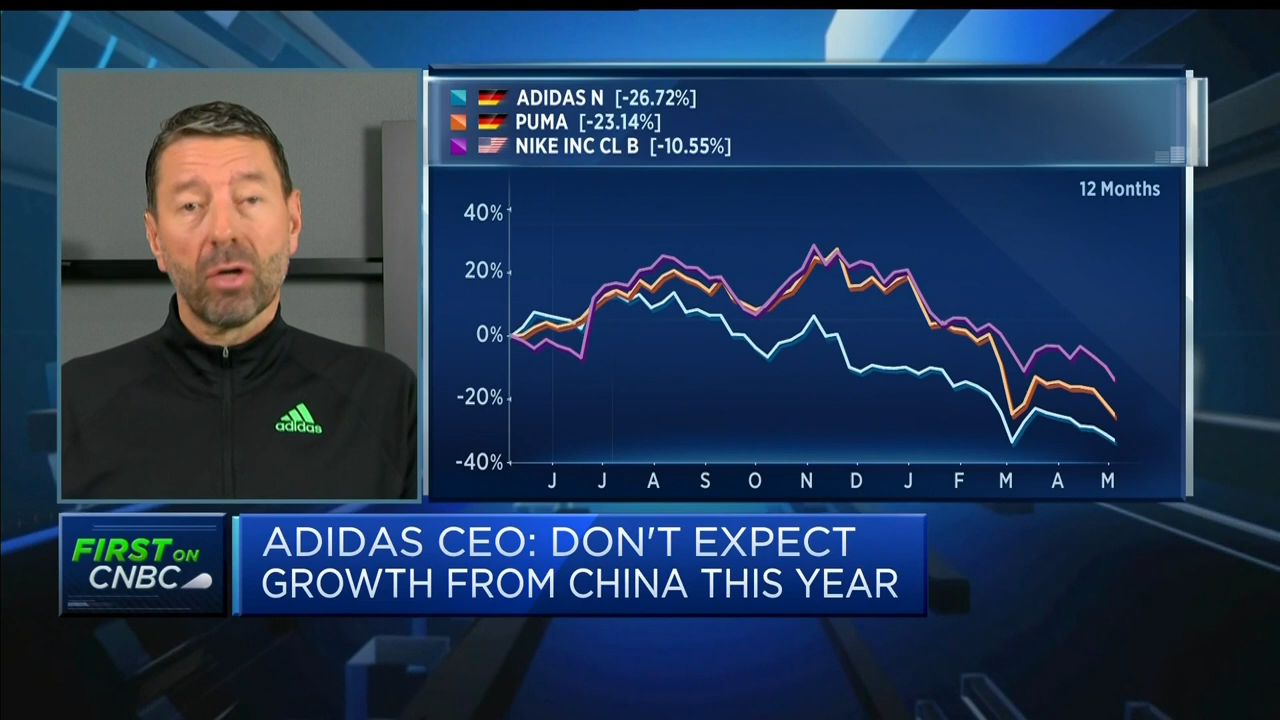 ADIDAS N [-26.72%]
PUMA [-23.14%]
NIKE INC CL B [-10.55%]
12 Months
40%
20%
0%
-20%
-40%
J J A S O N D J F M A M
adidas
FIRST ON
CNBC
ADIDAS CEO: DON'T EXPECT
GROWTH FROM CHINA THIS YEAR